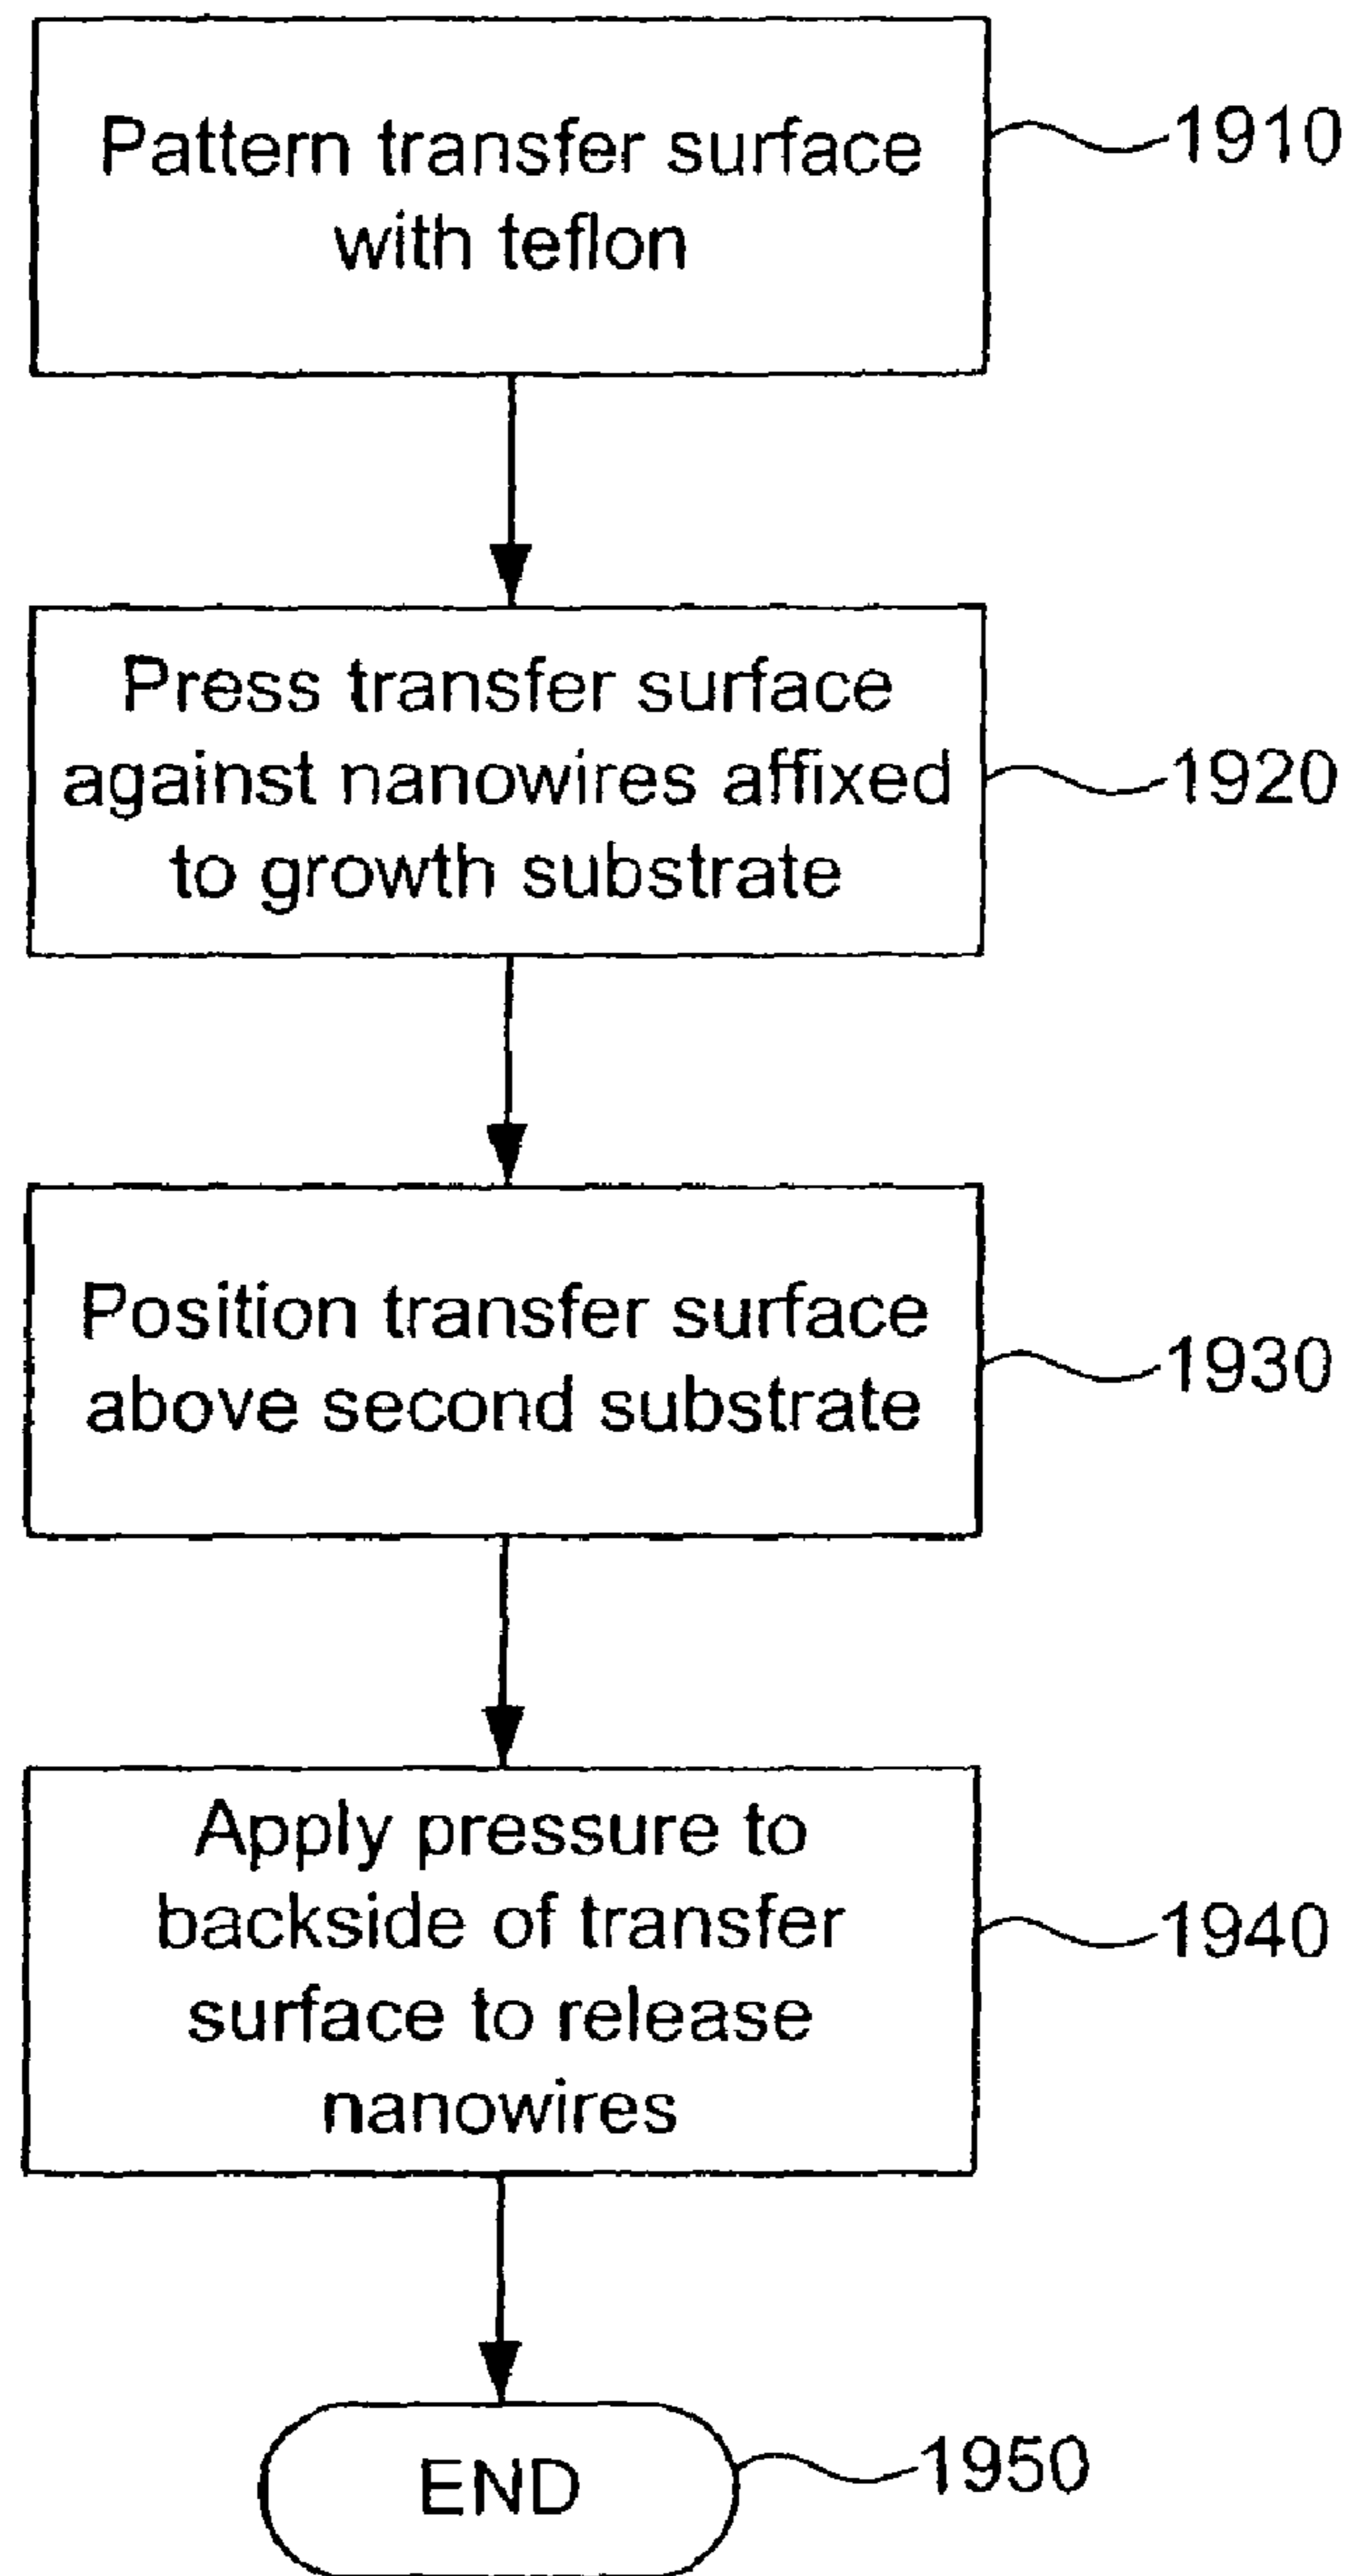 Pattern transfer surface
with teflon
1910
Press transfer surface
against nanowires affixed
to growth substrate
1920
Position transfer surface
above second substrate
1930
Apply pressure to
backside of transfer
surface to release
nanowires
1940
END
1950